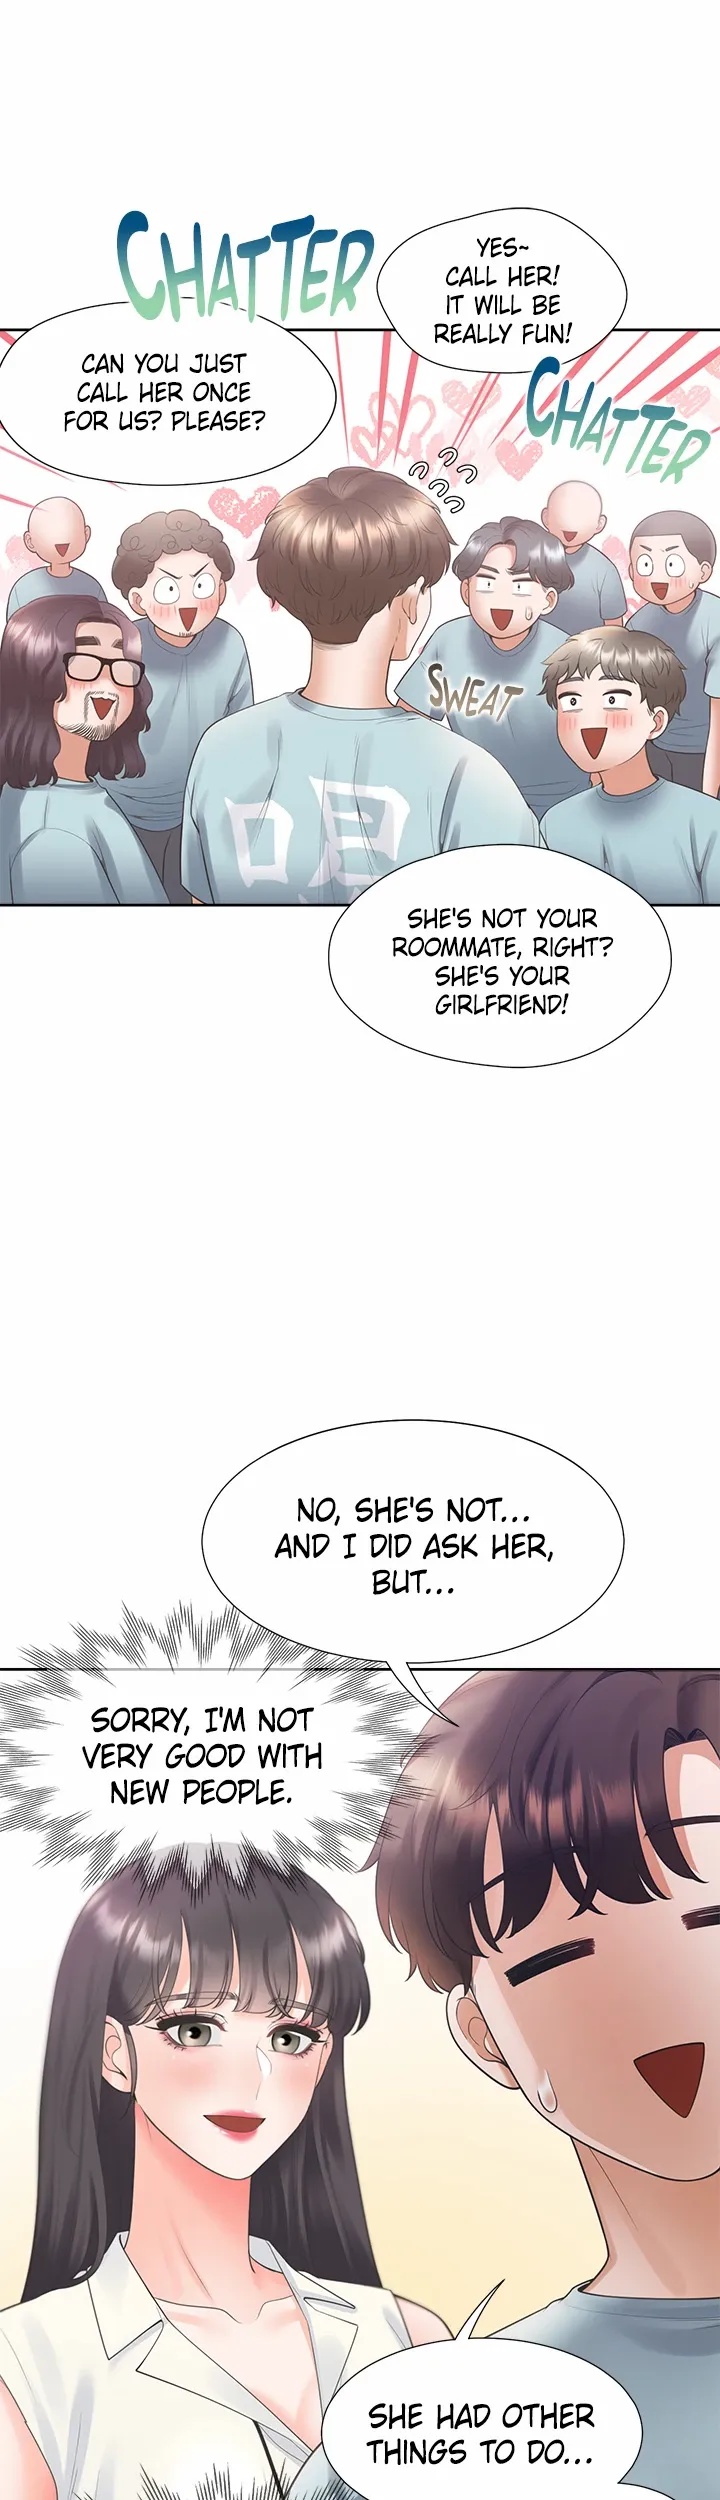 CHATTER
YES~
CALL HER!
IT WILL BE
REALLY FUN!
CAN YOU JUST
CALL HER ONCE
FOR US? PLEASE?
CHATTER
SWEAT
SHE'S NOT YOUR
ROOMMATE, RIGHT?
SHE'S YOUR
GIRLFRIEND!
NO, SHE'S NOT...
AND I DID ASK HER,
BUT...
SORRY, I'M NOT
VERY GOOD WITH
NEW PEOPLE.
SHE HAD OTHER
THINGS TO DO...